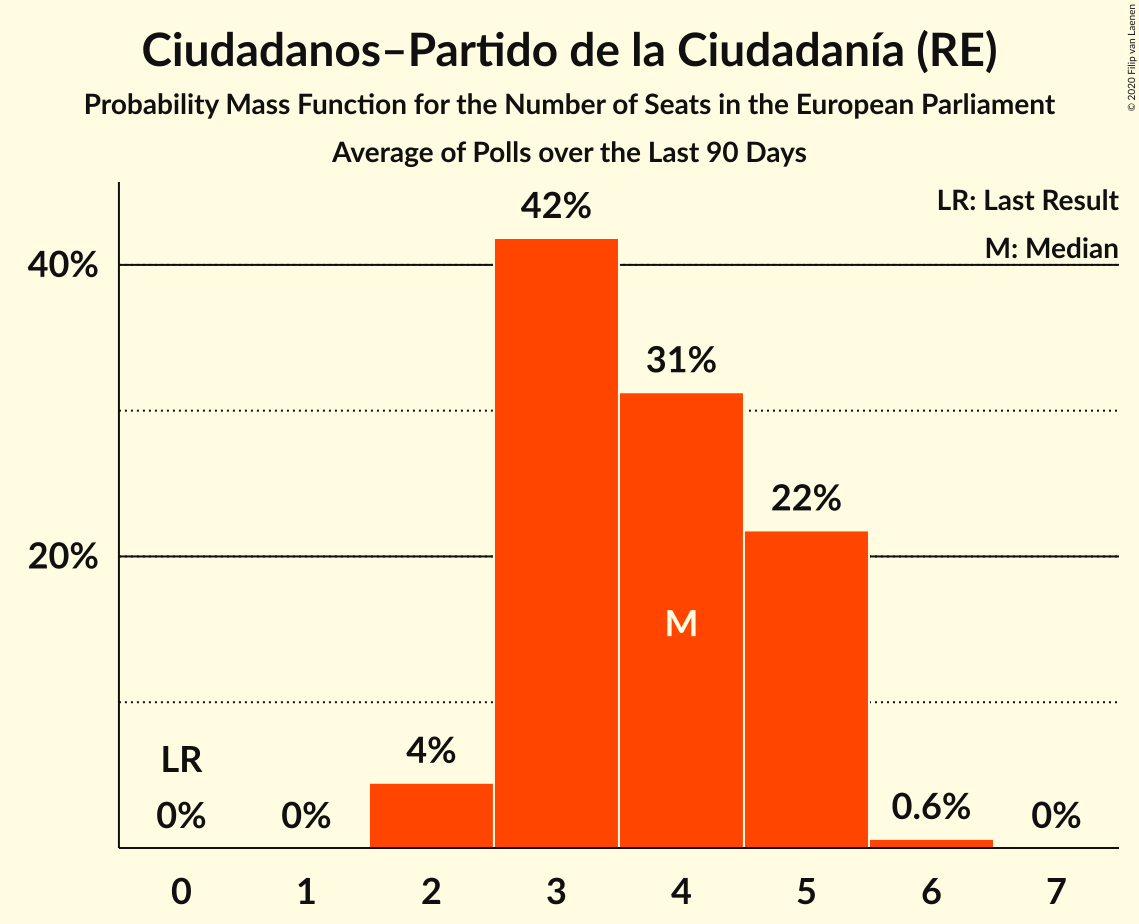 Ciudadanos–Partido de la Ciudadanía (RE)
Probability Mass Function for the Number of Seats in the European Parliament
Average of Polls over the Last 90 Days
© 2020 Filip van Laenen
LR: Last Result
M: Median
42%
40%
31%
22%
20%
M
LR
4%
0%
0%
0.6%
0%
0 1 2 3 4 5 6 7